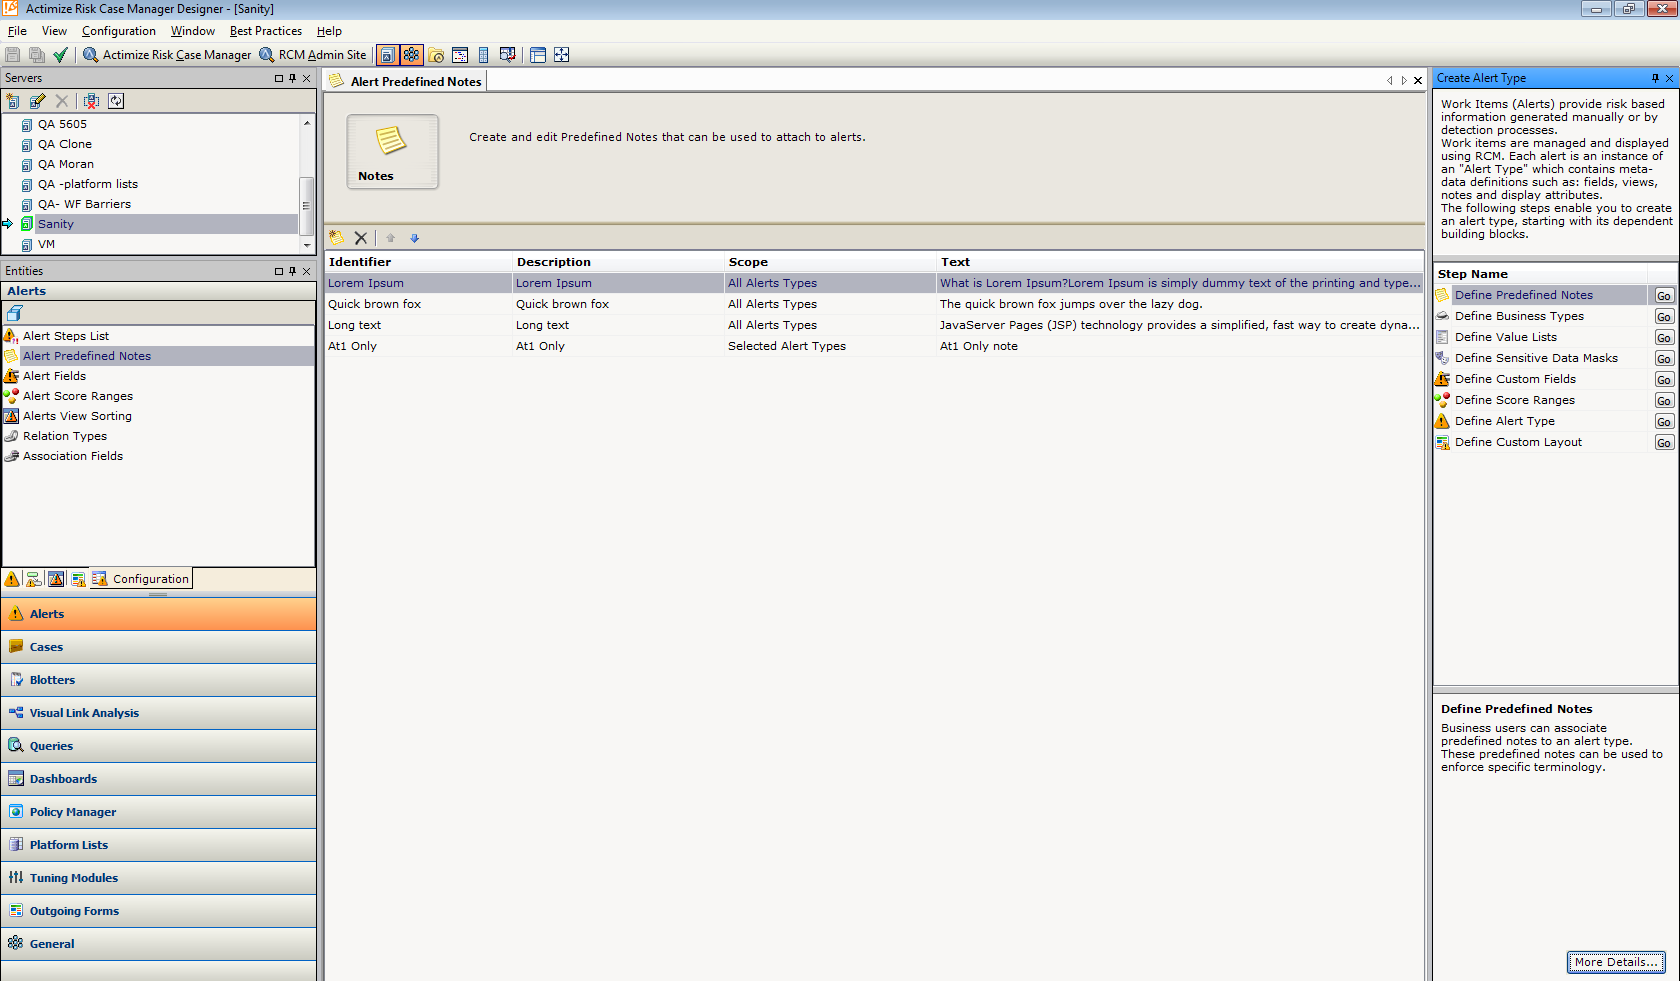 Actimize Risk Case Manager Designer - [Sanity]
File View Configuration Window Best Practices Help
Actimize Risk Case Manager RCM Admin Site
Servers
QA 5605
QA Clone
QA Moran
QA -platform lists
QA- WF Barriers
Sanity
VM
Entities
Alerts
Alert Steps List
Alert Predefined Notes
Alert Fields
Alert Score Ranges
Alerts View Sorting
Relation Types
Association Fields
Configuration
Alerts
Cases
Blotters
Visual Link Analysis
Queries
Dashboards
Policy Manager
Platform Lists
Tuning Modules
Outgoing Forms
General
Alert Predefined Notes
Notes
Create and edit Predefined Notes that can be used to attach to alerts.
Identifier Description Scope Text
Lorem Ipsum Lorem Ipsum All Alerts Types What is Lorem Ipsum?Lorem Ipsum is simply dummy text of the printing and type...
Quick brown fox Quick brown fox All Alerts Types The quick brown fox jumps over the lazy dog.
Long text Long text All Alerts Types JavaServer Pages (JSP) technology provides a simplified, fast way to create dyna...
At1 Only At1 Only Selected Alert Types At1 Only note
Create Alert Type
Work Items (Alerts) provide risk based
information generated manually or by
detection processes.
Work items are managed and displayed
using RCM. Each alert is an instance of
an "Alert Type" which contains meta-
data definitions such as: fields, views,
notes and display attributes.
The following steps enable you to create
an alert type, starting with its dependent
building blocks.
Step Name
Define Predefined Notes Go
Define Business Types Go
Define Value Lists Go
Define Sensitive Data Masks Go
Define Custom Fields Go
Define Score Ranges Go
Define Alert Type Go
Define Custom Layout Go
Define Predefined Notes
Business users can associate
predefined notes to an alert type.
These predefined notes can be used to
enforce specific terminology.
More Details...